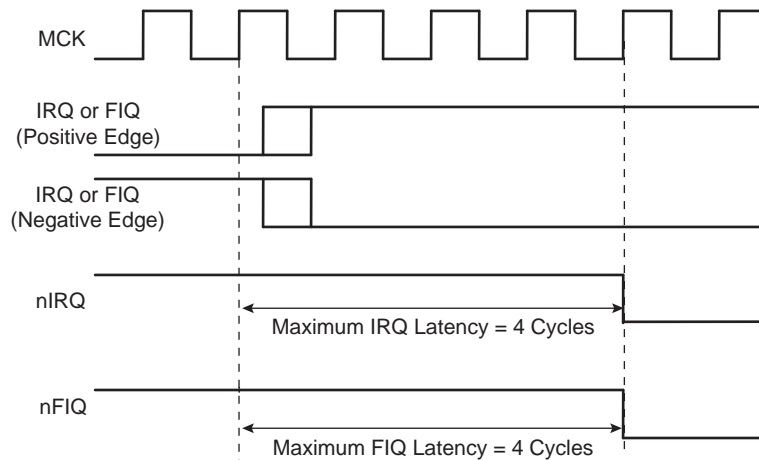 MCK
IRQ or FIQ
(Positive Edge)
IRQ or FIQ
(Negative Edge)
nIRQ
Maximum IRQ Latency = 4 Cycles
nFIQ
Maximum FIQ Latency = 4 Cycles